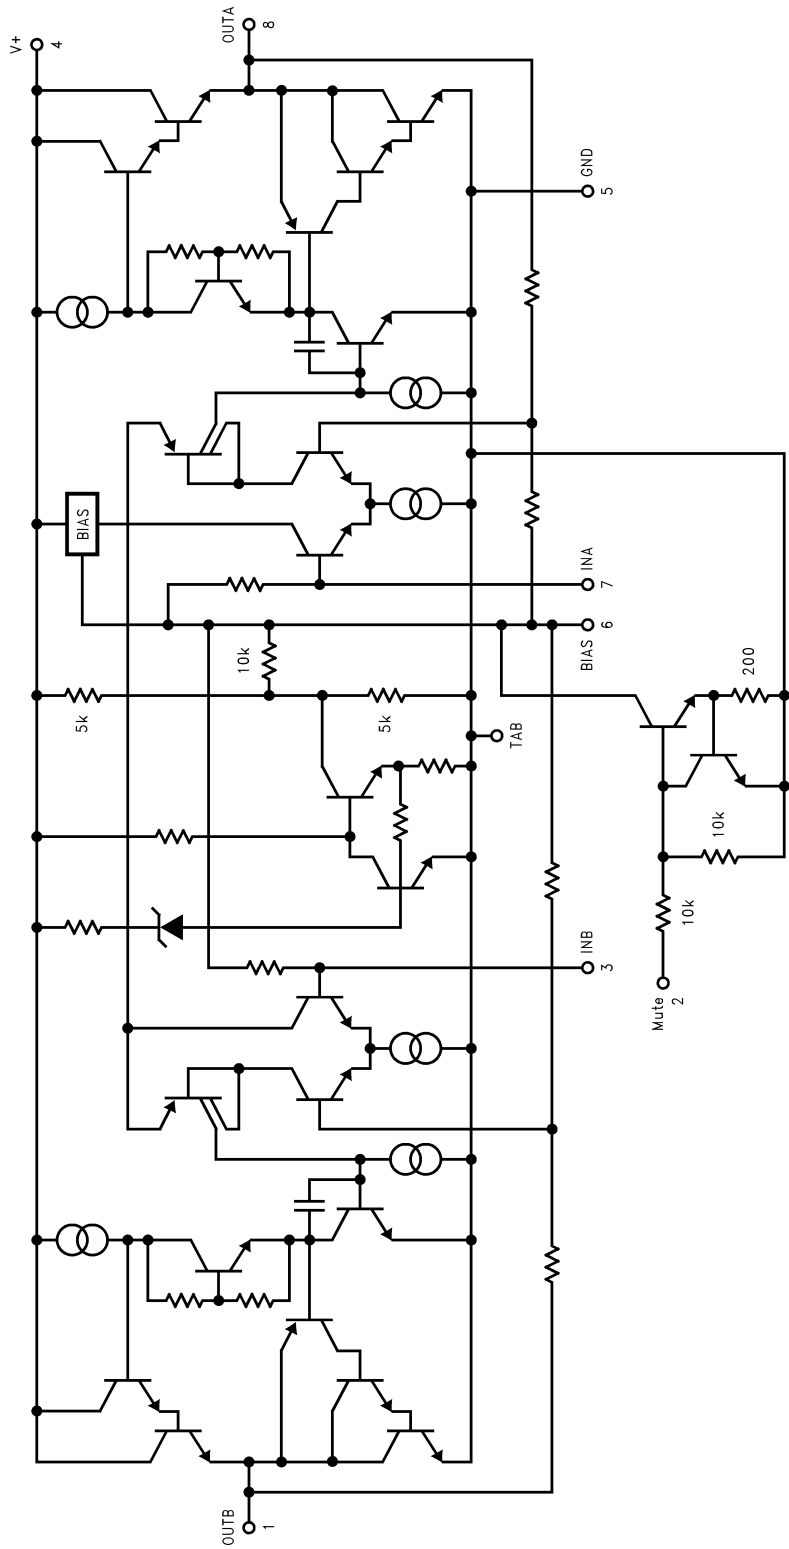 V+
4
OUTA
8
GND
5
BIAS
INA
7
BIAS
6
10k
5k
5k
TAB
200
10k
10k
INB
3
Mute
2
OUTB
1